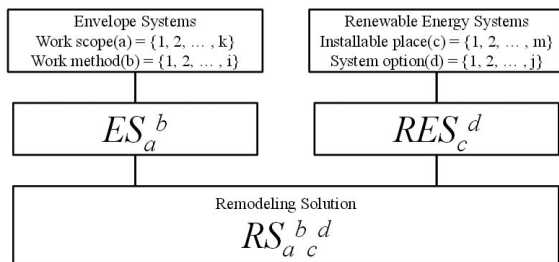 Envelope Systems
Work scope(a) = {1, 2, ... , k}
Work method(b) = {1, 2, ... , i}
Renewable Energy Systems
Installable place(c) = {1, 2, ... , m}
System option(d) = {1, 2, ... , j}
ES_a^b
RES_c^d
Remodeling Solution
RS_a^b_c^d